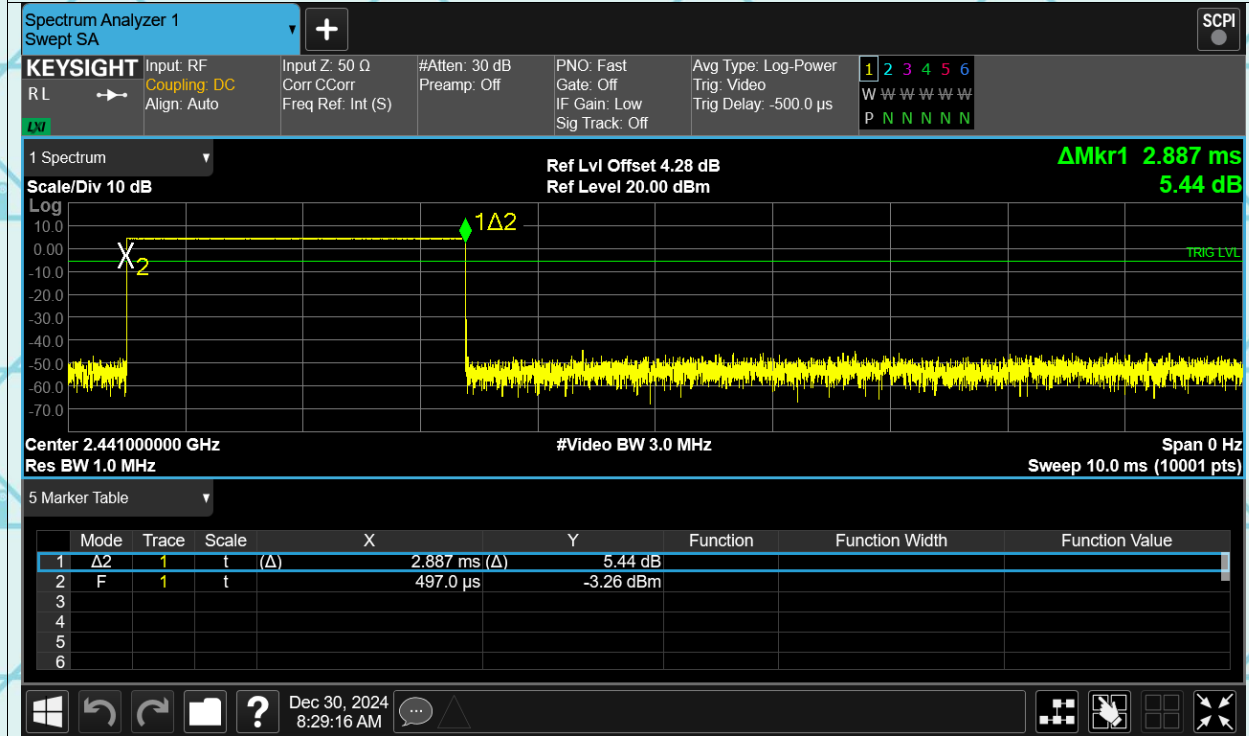 Spectrum Analyzer 1
Swept SA
+
SCPI
KEYSIGHT
R L
LXI
Input: RF
Coupling: DC
Align: Auto
Input Z: 50 Ω
Corr CCorr
Freq Ref: Int (S)
#Atten: 30 dB
Preamp: Off
PNO: Fast
Gate: Off
IF Gain: Low
Sig Track: Off
Avg Type: Log-Power
Trig: Video
Trig Delay: -500.0 µs
1 2 3 4 5 6
W W W W W W
P N N N N N
1 Spectrum
Scale/Div 10 dB
Ref Lvl Offset 4.28 dB
Ref Level 20.00 dBm
ΔMkr1 2.887 ms
5.44 dB
Log
10.0
0.00
-10.0
-20.0
-30.0
-40.0
-50.0
-60.0
-70.0
1Δ2
X2
TRIG LVL
Center 2.441000000 GHz
#Video BW 3.0 MHz
Span 0 Hz
Res BW 1.0 MHz
Sweep 10.0 ms (10001 pts)
5 Marker Table
Mode Trace Scale X Y Function Function Width Function Value
1 Δ2 1 t (Δ) 2.887 ms (Δ) 5.44 dB
2 F 1 t 497.0 µs -3.26 dBm
3
4
5
6
?
Dec 30, 2024
8:29:16 AM